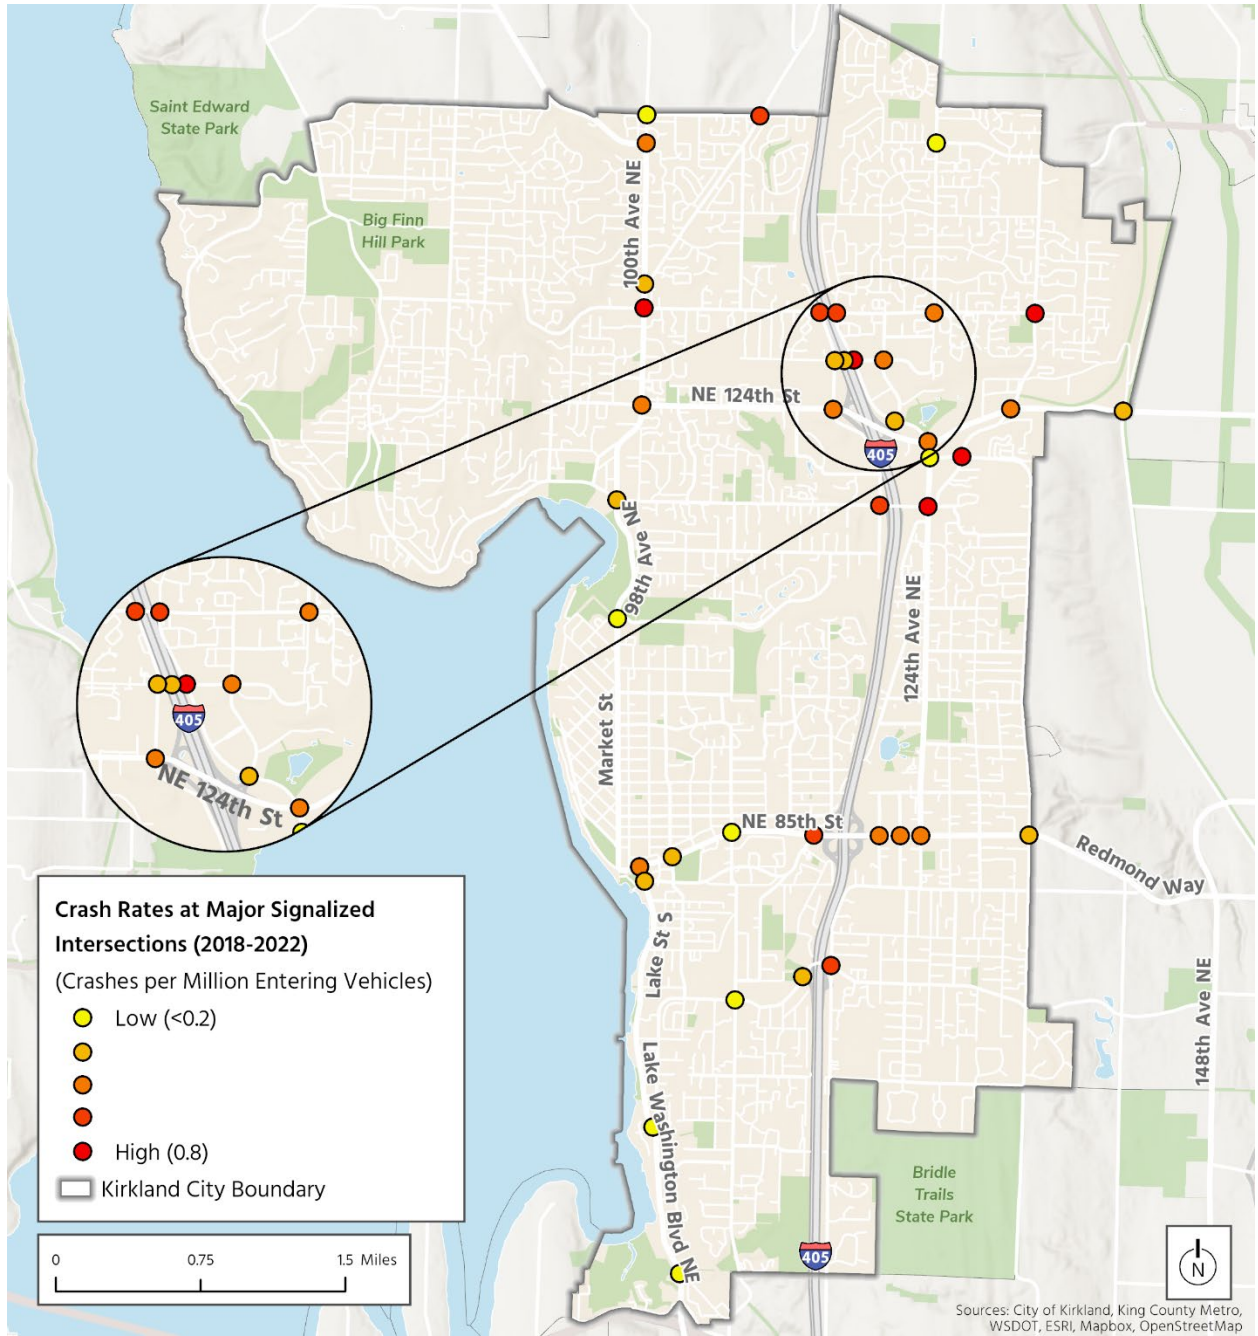 Saint Edward
State Park
Big Finn
Hill Park
100th Ave NE
NE 124th St
405
98th Ave NE
124th Ave NE
405
NE 124th St
Market St
NE 85th St
Redmond Way
Lake St S
148th Ave NE
Lake Washington Blvd NE
Bridle
Trails
State Park
405
Crash Rates at Major Signalized
Intersections (2018-2022)
(Crashes per Million Entering Vehicles)
Low (<0.2)
High (0.8)
Kirkland City Boundary
0 0.75 1.5 Miles
N
Sources: City of Kirkland, King County Metro,
WSDOT, ESRI, Mapbox, OpenStreetMap